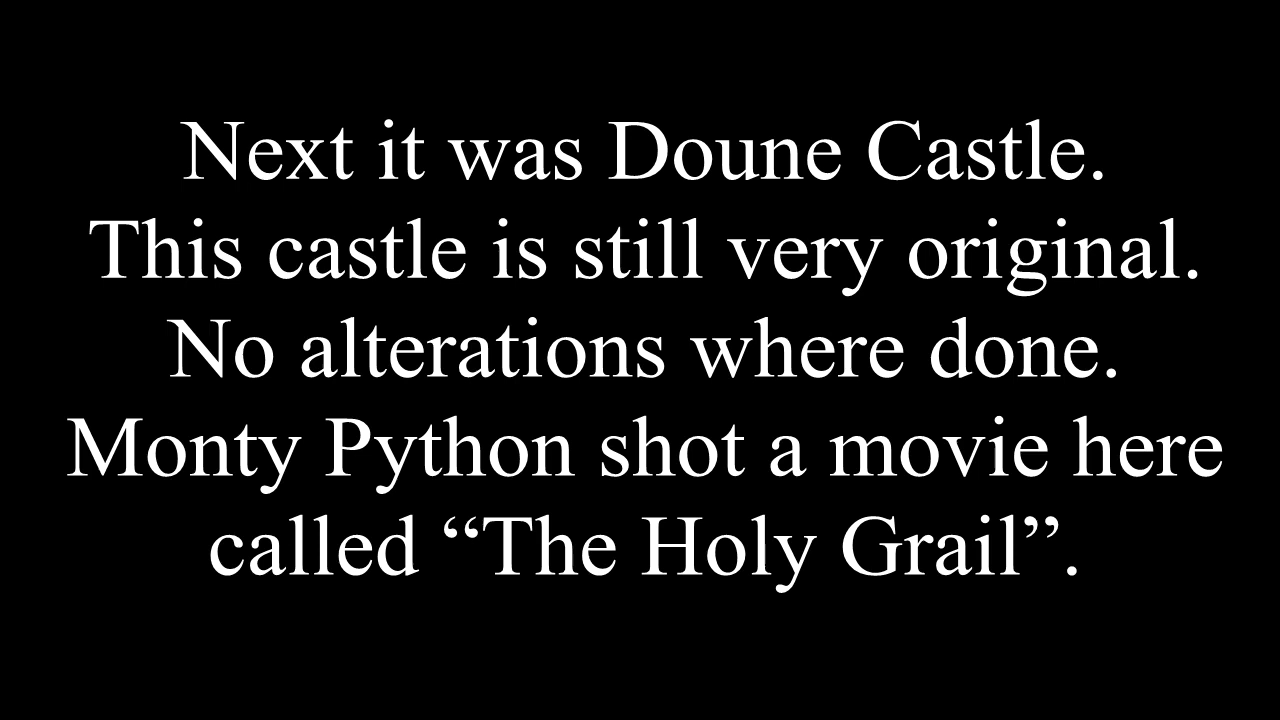 Next it was Doune Castle.
This castle is still very original.
No alterations where done.
Monty Python shot a movie here
called “The Holy Grail”.